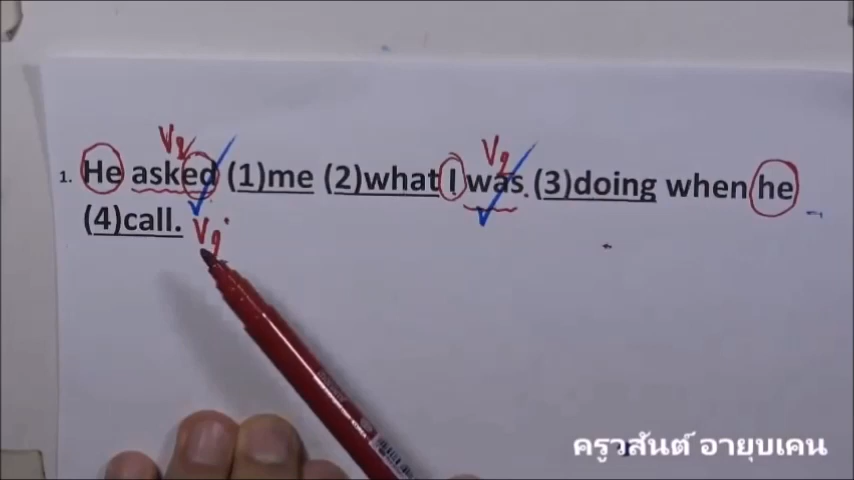 V2 V2
1. He asked (1)me (2)what I was (3)doing when he
(4)call. V2
ครูวสันต์ อายุบเคน